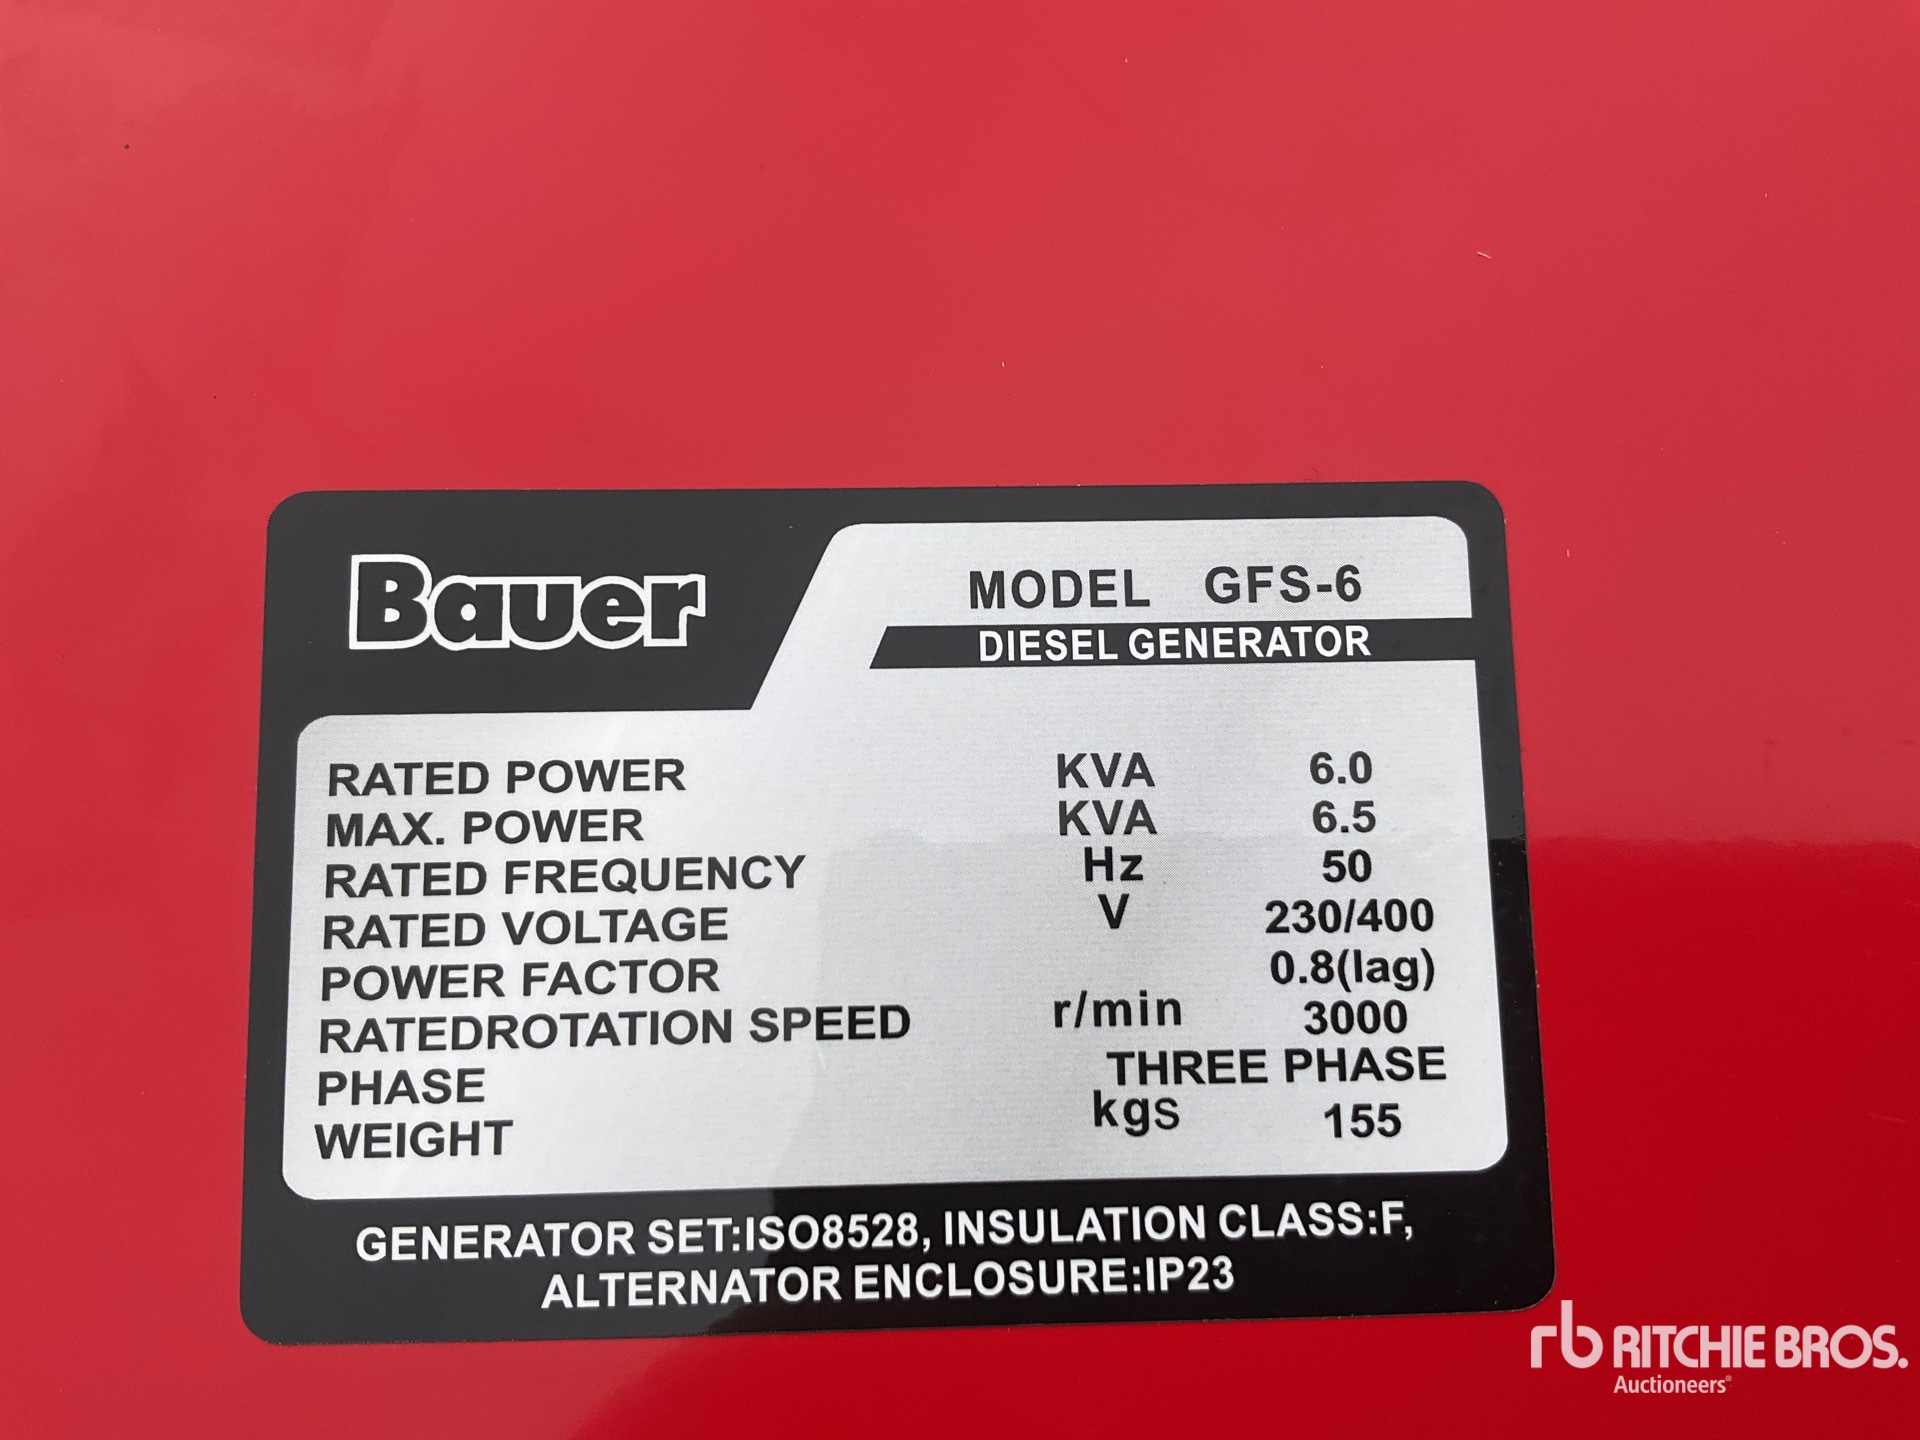 Bauer
MODEL GFS-6
DIESEL GENERATOR
RATED POWER KVA 6.0
MAX. POWER KVA 6.5
RATED FREQUENCY Hz 50
RATED VOLTAGE V 230/400
POWER FACTOR 0.8(lag)
RATEDROTATION SPEED r/min 3000
PHASE THREE PHASE
WEIGHT kgs 155
GENERATOR SET:ISO8528, INSULATION CLASS:F,
ALTERNATOR ENCLOSURE:IP23
rb RITCHIE BROS.
Auctioneers®